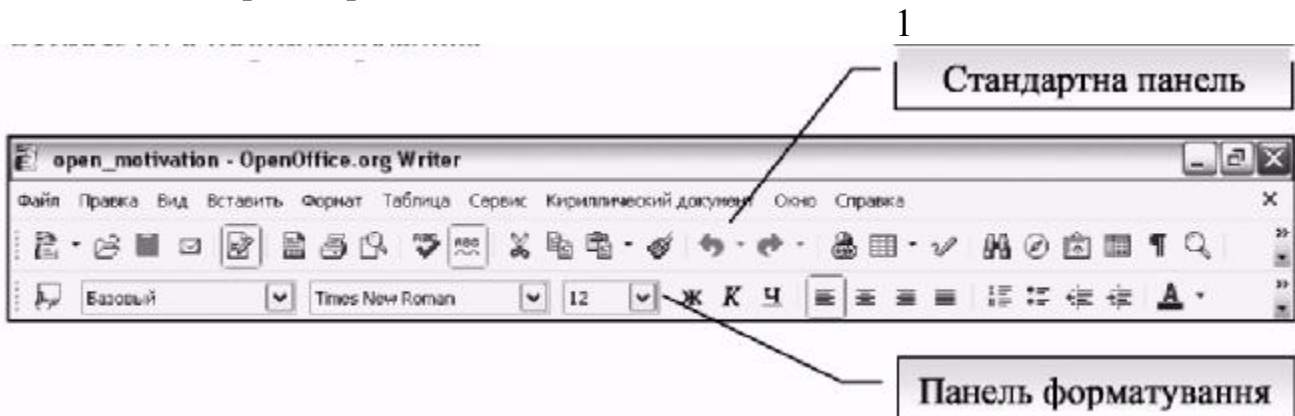 1
Стандартна панель
open_motivation - OpenOffice.org Writer
Файл Правка Вид Вставить Формат Таблица Сервис Кириллический документ Окно Справка
Базовый Times New Roman 12 Ж К Ч
Панель форматування